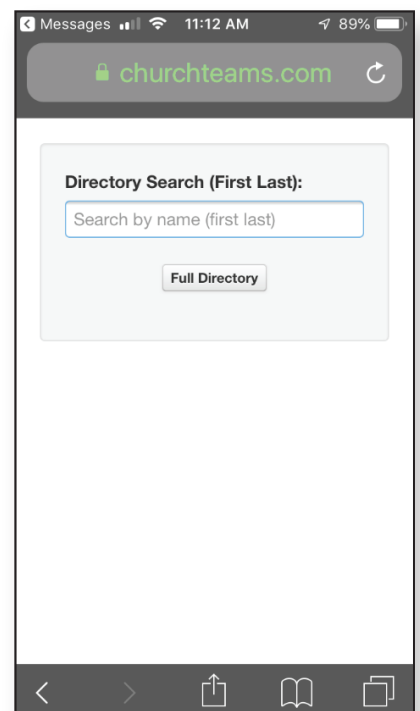 Messages 11:12 AM 89%
churchteams.com
Directory Search (First Last):
Search by name (first last)
Full Directory